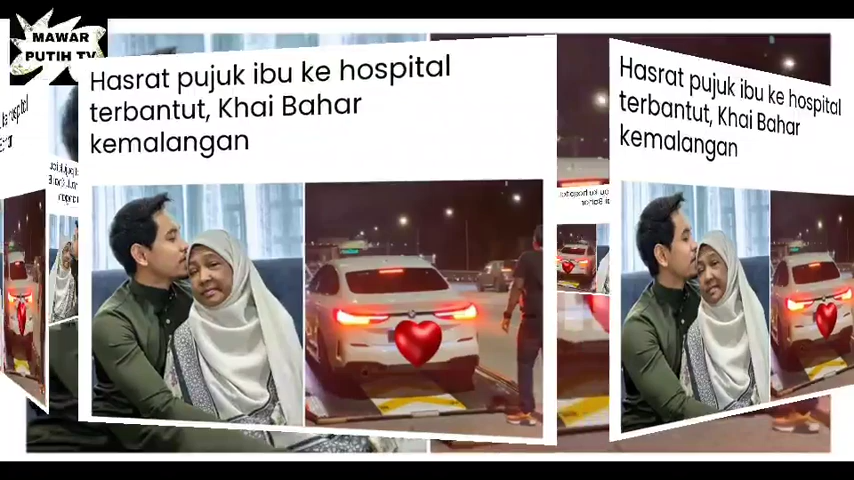 MAWAR
PUTIH TV
Hasrat pujuk ibu ke hospital
terbantut, Khai Bahar
kemalangan
Hasrat pujuk ibu ke hospital
terbantut, Khai Bahar
kemalangan